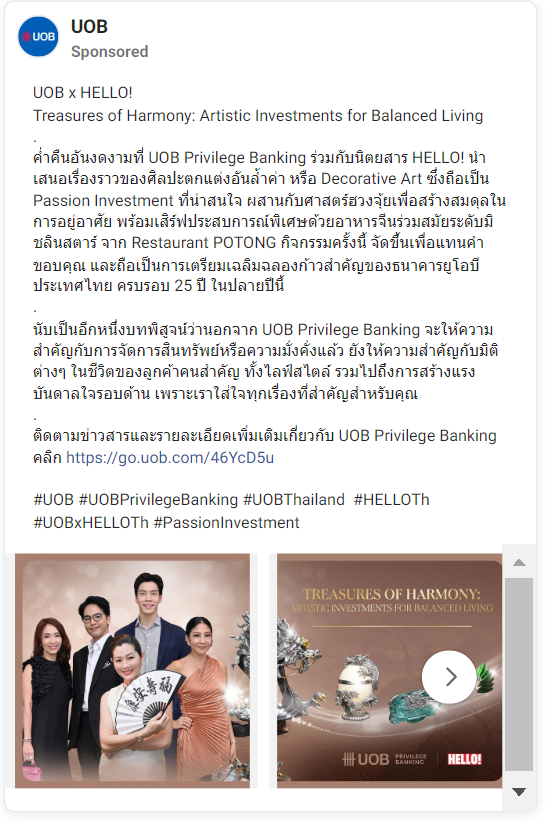 UOB
UOB
Sponsored
UOB x HELLO!
Treasures of Harmony: Artistic Investments for Balanced Living
.
ค่ำคืนอันงดงามที่ UOB Privilege Banking ร่วมกับนิตยสาร HELLO! นำ
เสนอเรื่องราวของศิลปะตกแต่งอันล้ำค่า หรือ Decorative Art ซึ่งถือเป็น
Passion Investment ที่น่าสนใจ ผสานกับศาสตร์ฮวงจุ้ยเพื่อสร้างสมดุลใน
การอยู่อาศัย พร้อมเสิร์ฟประสบการณ์พิเศษด้วยอาหารจีนร่วมสมัยระดับมิ
ชลินสตาร์ จาก Restaurant POTONG กิจกรรมครั้งนี้ จัดขึ้นเพื่อแทนคำ
ขอบคุณ และถือเป็นการเตรียมเฉลิมฉลองก้าวสำคัญของธนาคารยูโอบี
ประเทศไทย ครบรอบ 25 ปี ในปลายปีนี้
.
นับเป็นอีกหนึ่งบทพิสูจน์ว่านอกจาก UOB Privilege Banking จะให้ความ
สำคัญกับการจัดการสินทรัพย์หรือความมั่งคั่งแล้ว ยังให้ความสำคัญกับมิติ
ต่างๆ ในชีวิตของลูกค้าคนสำคัญ ทั้งไลฟ์สไตล์ รวมไปถึงการสร้างแรง
บันดาลใจรอบด้าน เพราะเราใส่ใจทุกเรื่องที่สำคัญสำหรับคุณ
.
ติดตามข่าวสารและรายละเอียดเพิ่มเติมเกี่ยวกับ UOB Privilege Banking
คลิก https://go.uob.com/46YcD5u
#UOB #UOBPrivilegeBanking #UOBThailand #HELLOTh
#UOBxHELLOTh #PassionInvestment
TREASURES OF HARMONY:
ARTISTIC INVESTMENTS FOR BALANCED LIVING
UOB PRIVILEGE BANKING HELLO!